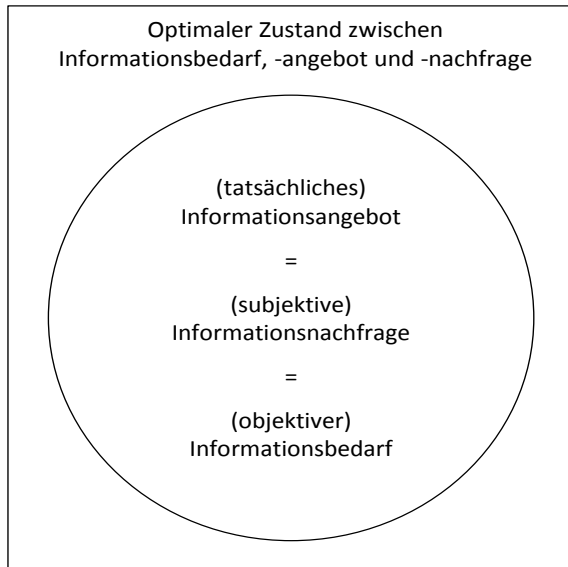 Optimaler Zustand zwischen
Informationsbedarf, -angebot und -nachfrage
(tatsächliches)
Informationsangebot
=
(subjektive)
Informationsnachfrage
=
(objektiver)
Informationsbedarf